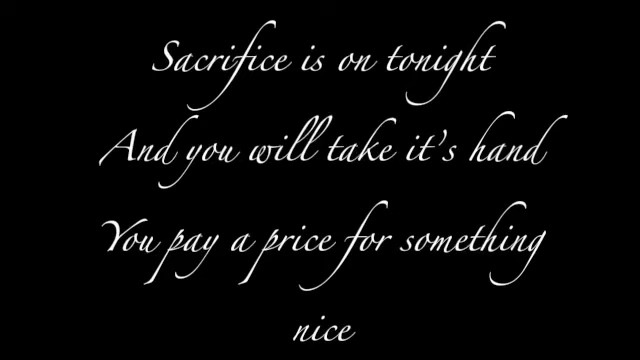 Sacrifice is on tonight
And you will take it's hand
You pay a price for something
nice